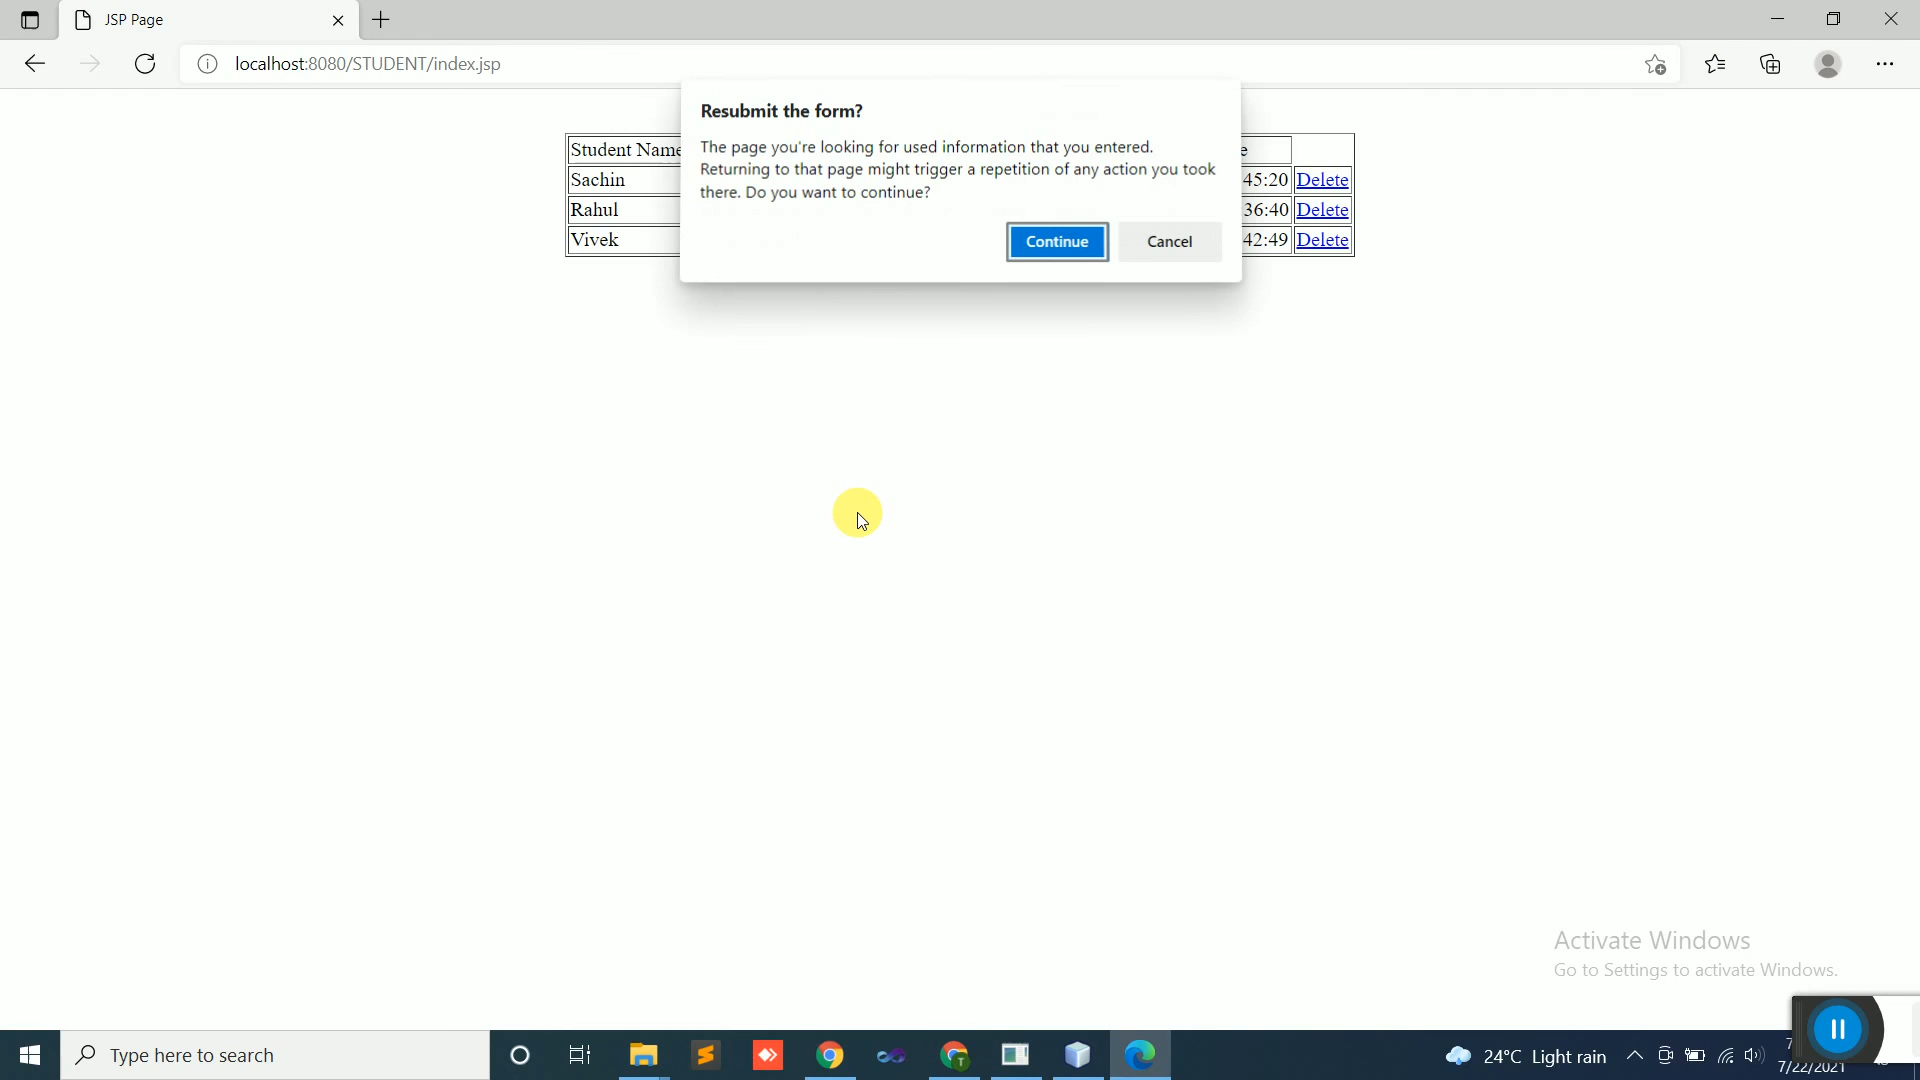 JSP Page
localhost:8080/STUDENT/index.jsp
Resubmit the form?
The page you're looking for used information that you entered.
Returning to that page might trigger a repetition of any action you took
there. Do you want to continue?
Continue Cancel
Student Name
Sachin 45:20 Delete
Rahul 36:40 Delete
Vivek 42:49 Delete
Activate Windows
Go to Settings to activate Windows.
Type here to search
24°C Light rain
7/22/2021